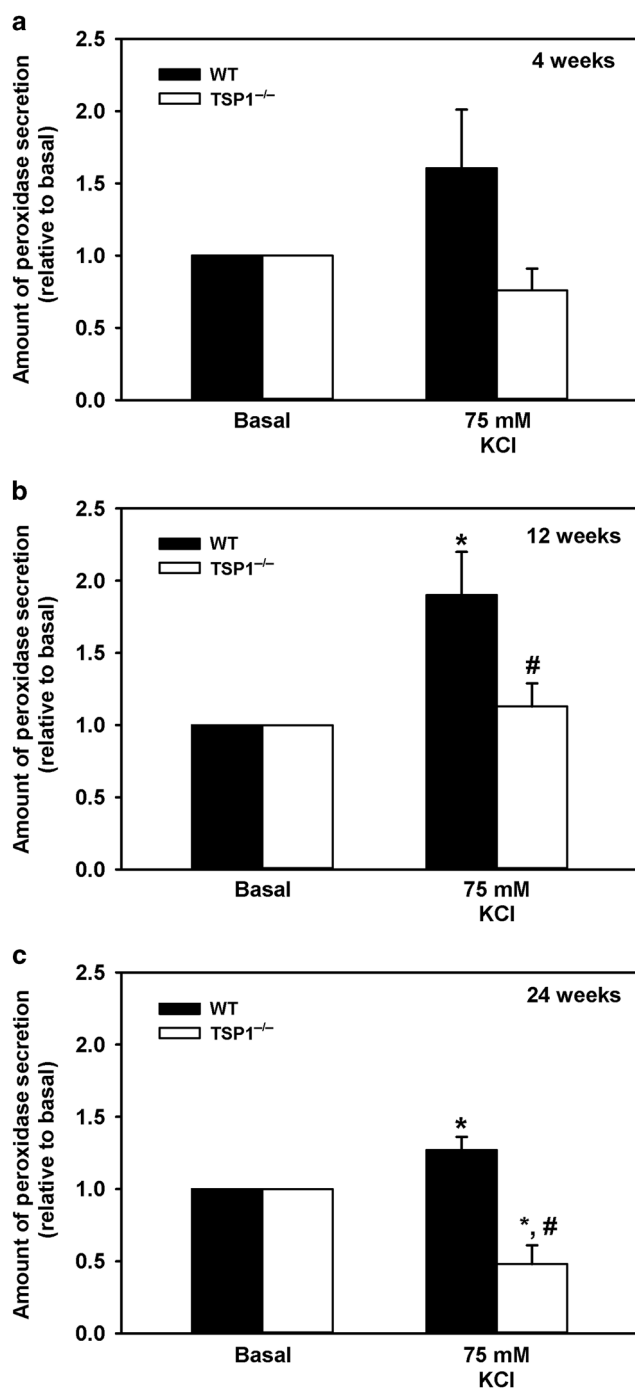 a
Amount of peroxidase secretion
(relative to basal)
2.5
2.0
1.5
1.0
0.5
0.0
WT
TSP1−/−
4 weeks
Basal
75 mM
KCl
b
Amount of peroxidase secretion
(relative to basal)
2.5
2.0
1.5
1.0
0.5
0.0
WT
TSP1−/−
12 weeks
*
#
Basal
75 mM
KCl
c
Amount of peroxidase secretion
(relative to basal)
2.5
2.0
1.5
1.0
0.5
0.0
WT
TSP1−/−
24 weeks
*
*, #
Basal
75 mM
KCl